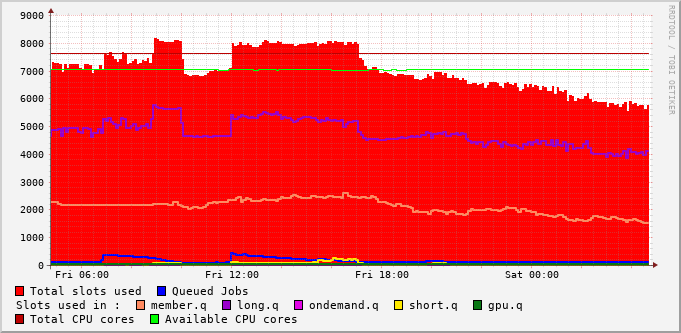 9000
8000
7000
6000
5000
4000
3000
2000
1000
0
Fri 06:00 Fri 12:00 Fri 18:00 Sat 00:00
RRDTOOL / TOBI OETIKER
Total slots used Queued Jobs
Slots used in : member.q long.q ondemand.q short.q gpu.q
Total CPU cores Available CPU cores